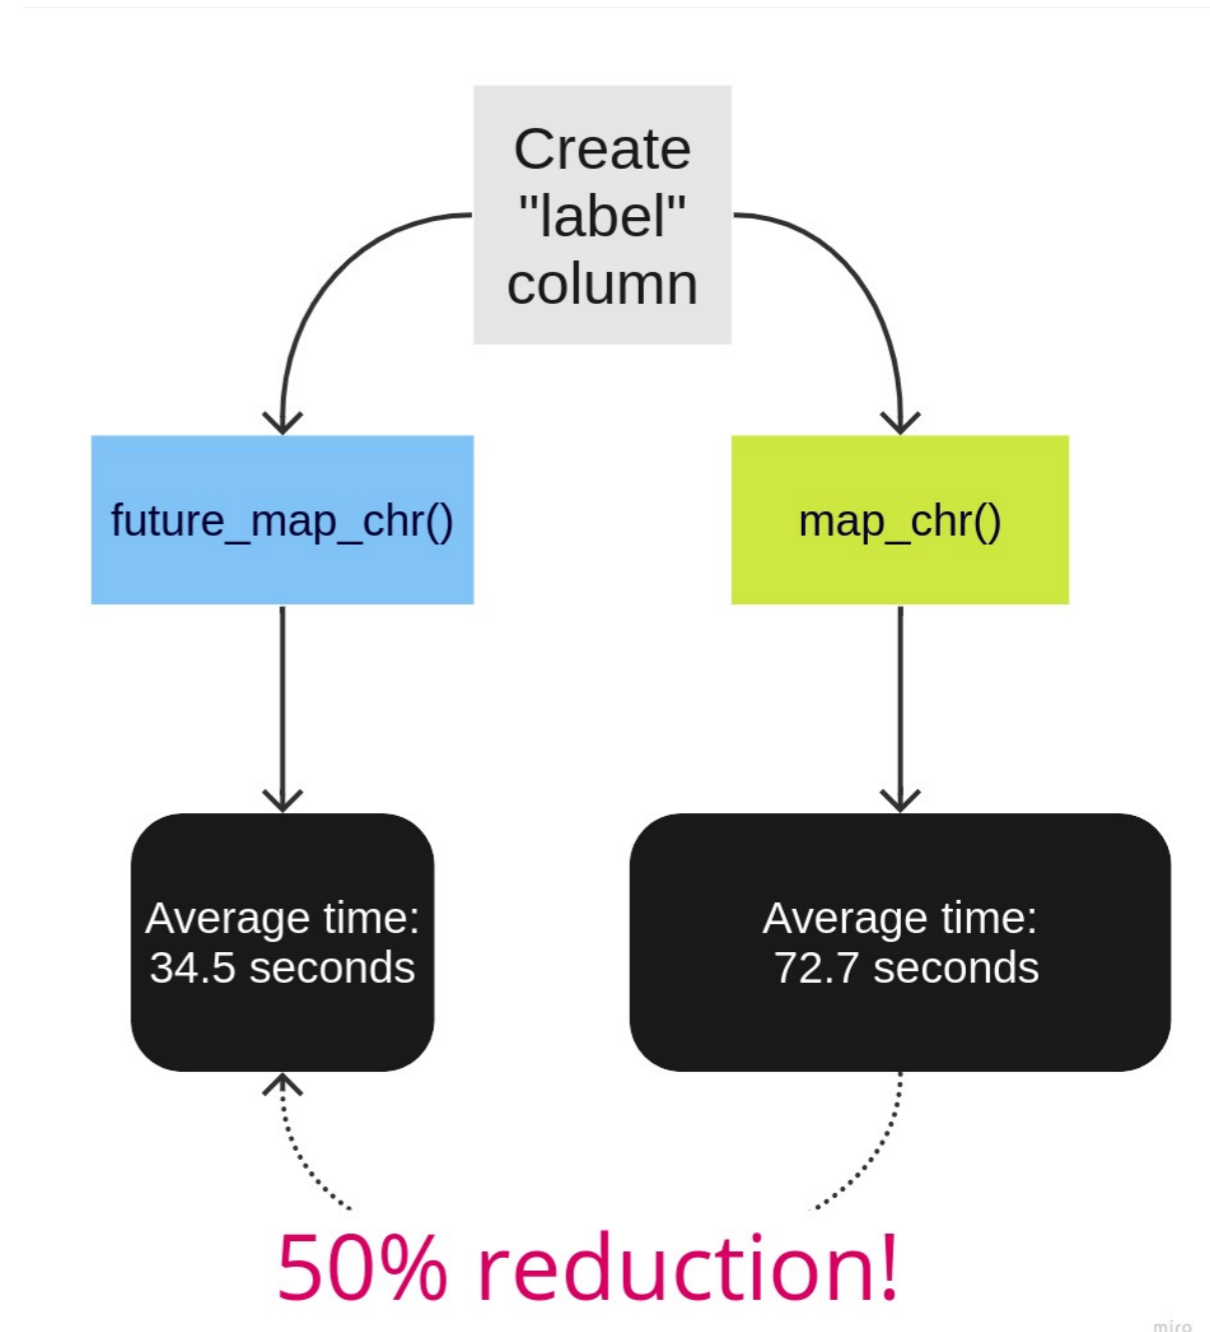 Create
"label"
column
future_map_chr()
map_chr()
Average time:
34.5 seconds
Average time:
72.7 seconds
50% reduction!
miro